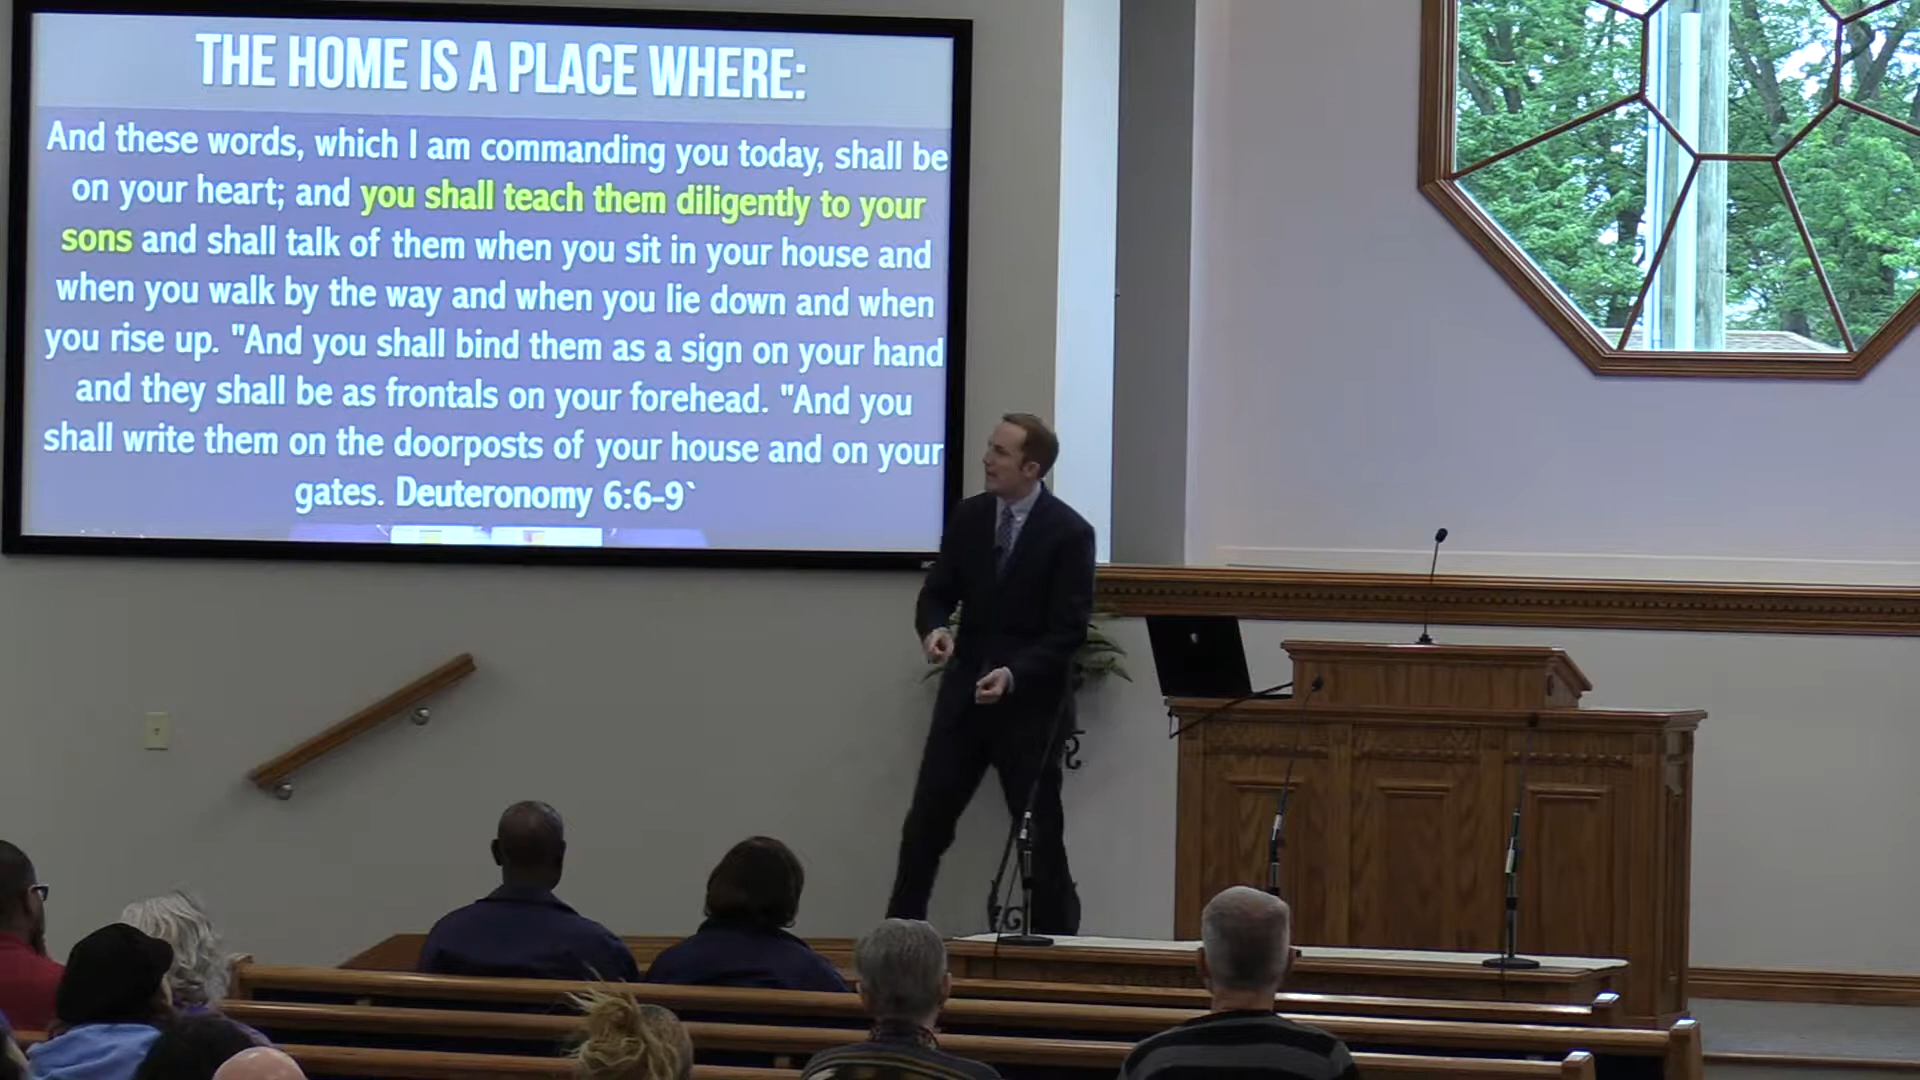 THE HOME IS A PLACE WHERE:
And these words, which I am commanding you today, shall be
on your heart; and you shall teach them diligently to your
sons and shall talk of them when you sit in your house and
when you walk by the way and when you lie down and when
you rise up. "And you shall bind them as a sign on your hand
and they shall be as frontals on your forehead. "And you
shall write them on the doorposts of your house and on your
gates. Deuteronomy 6:6-9`